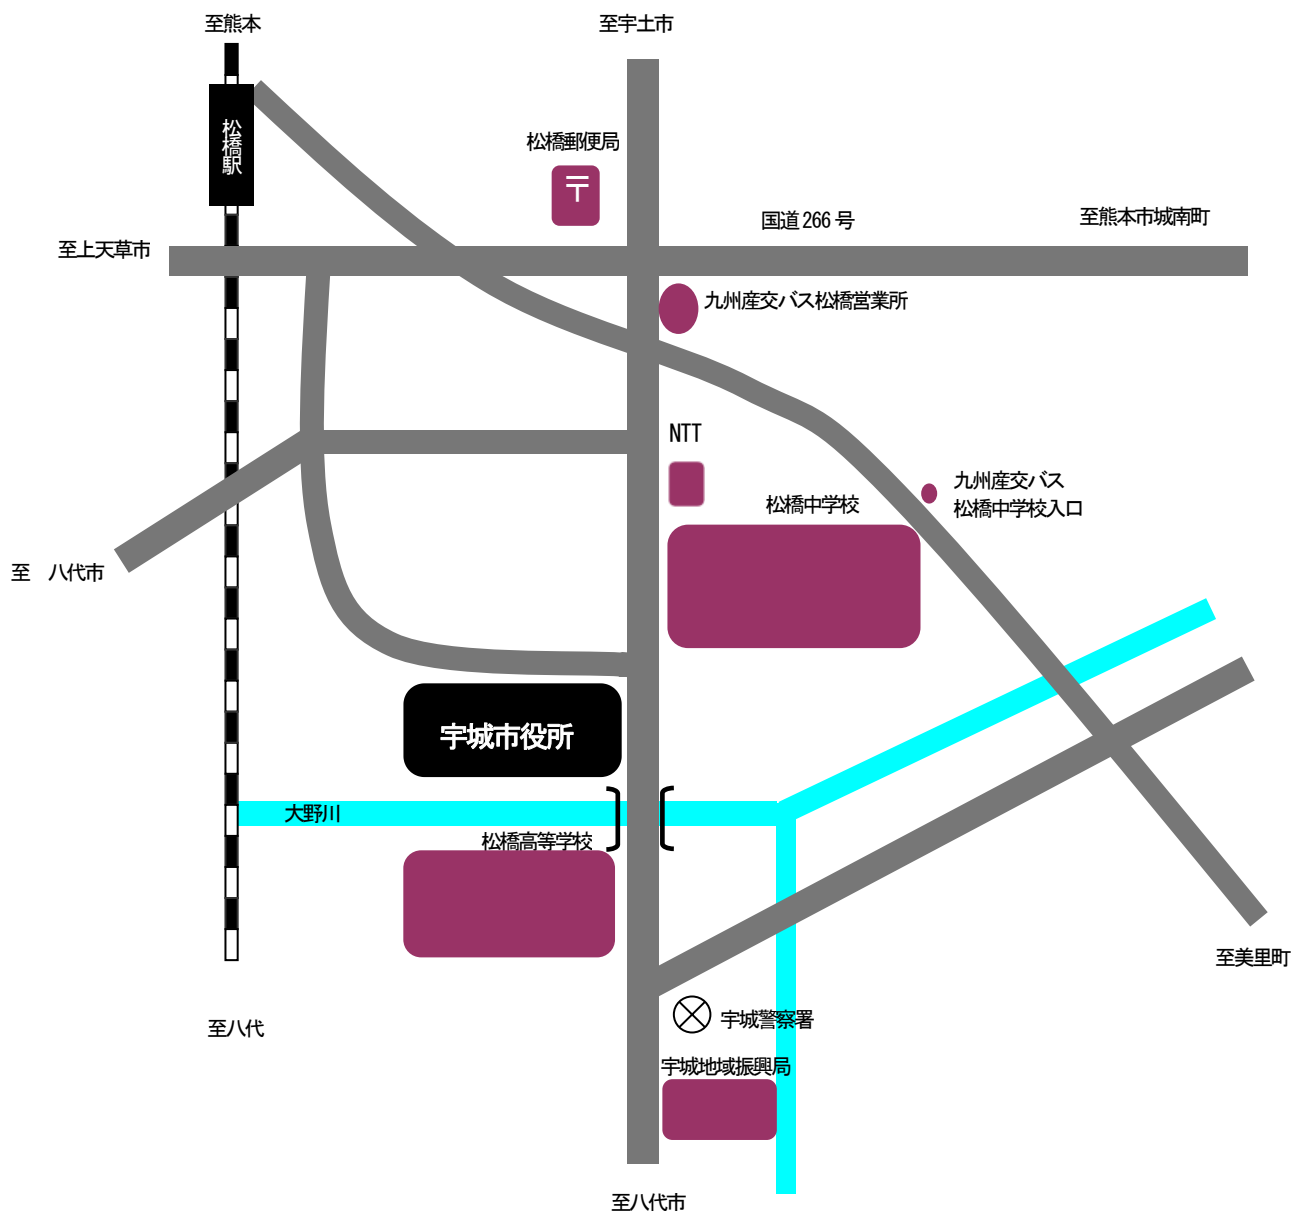 至熊本
至宇土市
松橋駅
松橋郵便局
〒
国道266号
至熊本市城南町
至上天草市
九州産交バス松橋営業所
NTT
松橋中学校
九州産交バス
松橋中学校入口
至　八代市
宇城市役所
大野川
松橋高等学校
至美里町
宇城警察署
至八代
宇城地域振興局
至八代市